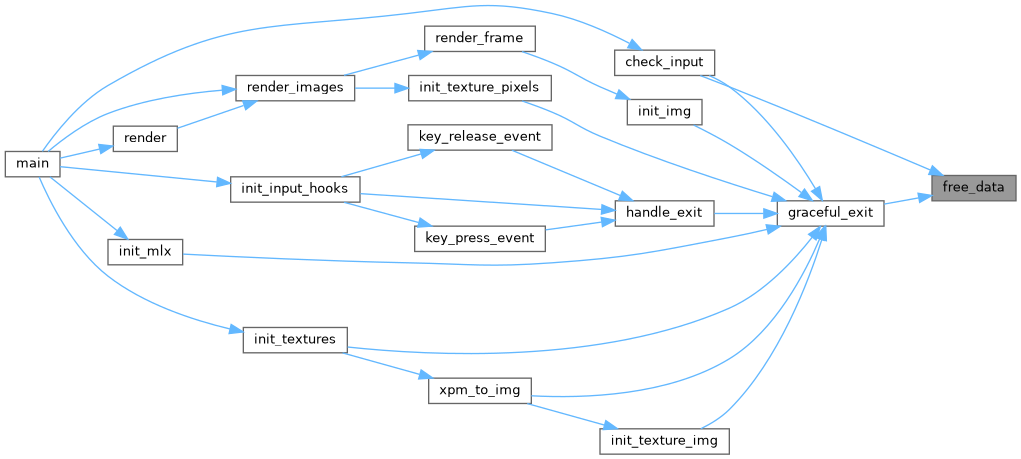 render_frame
check_input
render_images
init_texture_pixels
init_img
render
key_release_event
main
free_data
init_input_hooks
handle_exit
graceful_exit
key_press_event
init_mlx
init_textures
xpm_to_img
init_texture_img